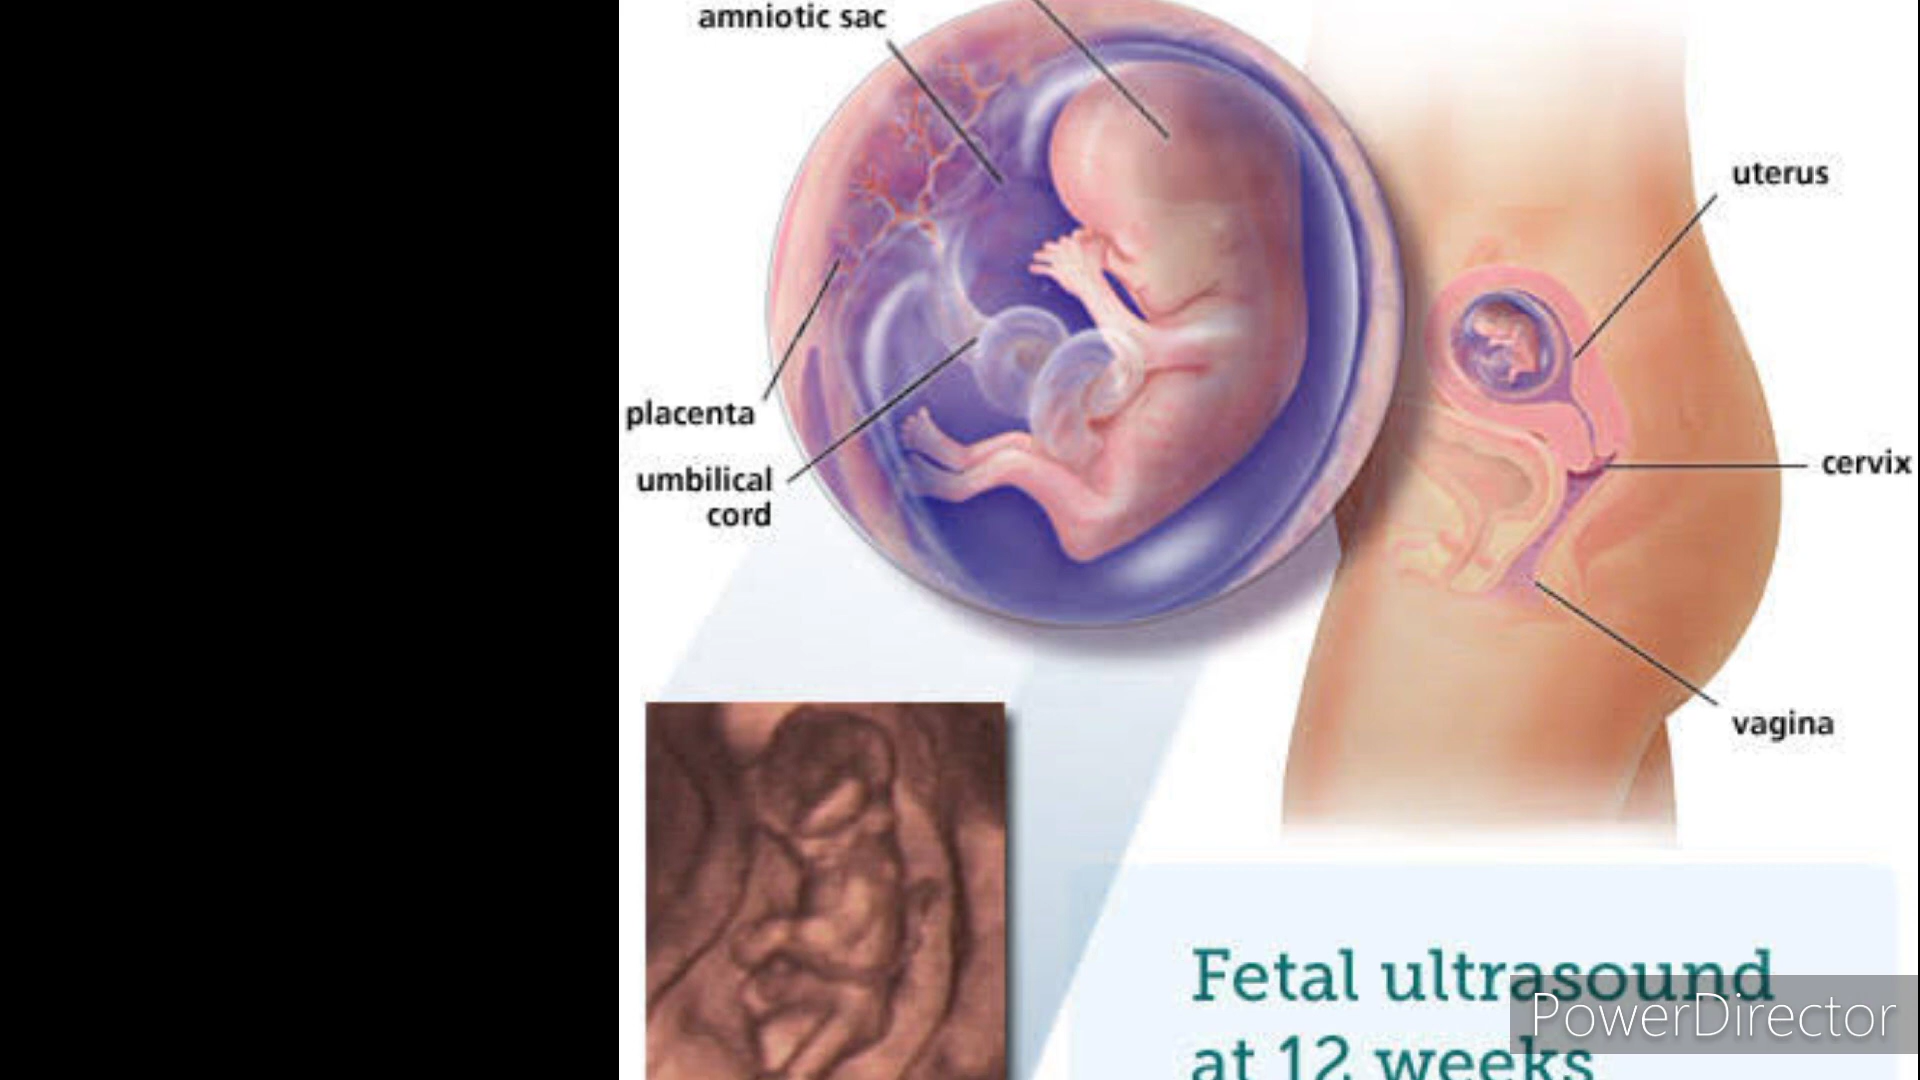 amniotic sac
uterus
placenta
cervix
umbilical
cord
vagina
Fetal ultrasound
at 12 weeks
PowerDirector